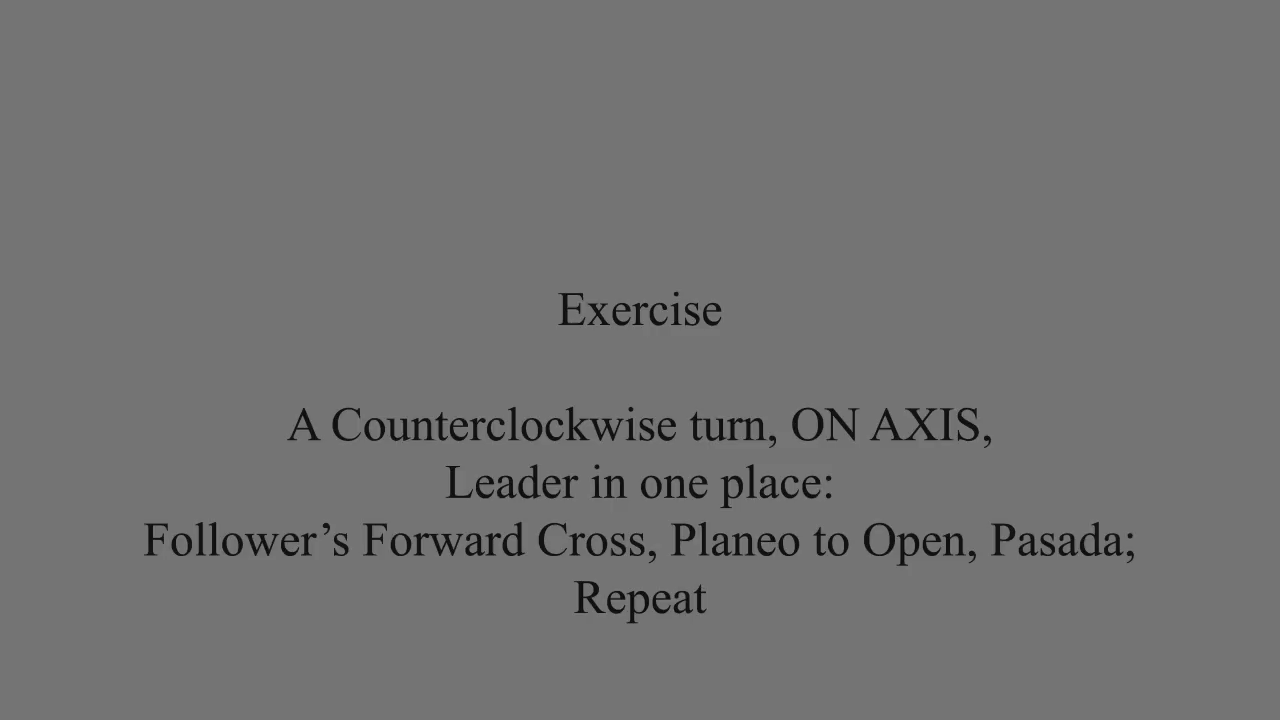 Exercise
A Counterclockwise turn, ON AXIS,
Leader in one place:
Follower’s Forward Cross, Planeo to Open, Pasada;
Repeat